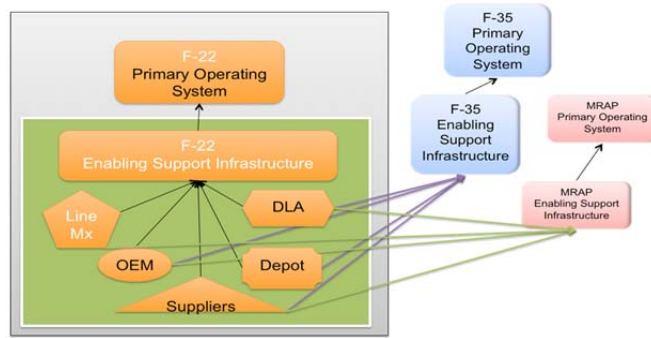 F-22
Primary Operating
System
F-22
Enabling Support Infrastructure
Line
Mx
DLA
OEM
Depot
Suppliers
F-35
Primary
Operating
System
F-35
Enabling
Support
Infrastructure
MRAP
Primary Operating
System
MRAP
Enabling Support
Infrastructure